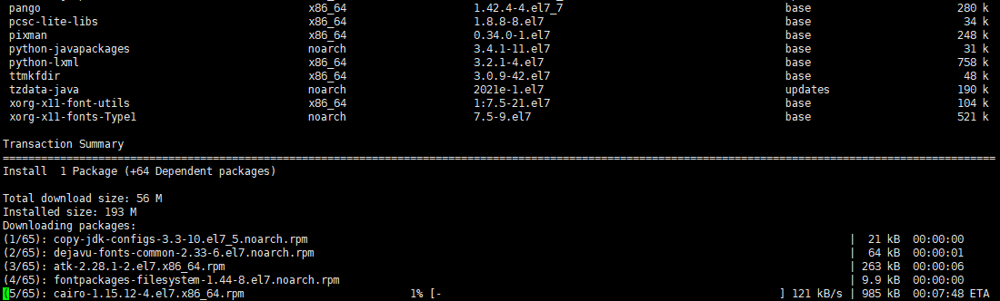 pango x86_64 1.42.4-4.el7_7 base 280 k
pcsc-lite-libs x86_64 1.8.8-8.el7 base 34 k
pixman x86_64 0.34.0-1.el7 base 248 k
python-javapackages noarch 3.4.1-11.el7 base 31 k
python-lxml x86_64 3.2.1-4.el7 base 758 k
ttmkfdir x86_64 3.0.9-42.el7 base 48 k
tzdata-java noarch 2021e-1.el7 updates 190 k
xorg-x11-font-utils x86_64 1:7.5-21.el7 base 104 k
xorg-x11-fonts-Type1 noarch 7.5-9.el7 base 521 k
Transaction Summary
================================================================================
Install  1 Package (+64 Dependent packages)
Total download size: 56 M
Installed size: 193 M
Downloading packages:
(1/65): copy-jdk-configs-3.3-10.el7_5.noarch.rpm | 21 kB 00:00:00
(2/65): dejavu-fonts-common-2.33-6.el7.noarch.rpm | 64 kB 00:00:01
(3/65): atk-2.28.1-2.el7.x86_64.rpm | 263 kB 00:00:06
(4/65): fontpackages-filesystem-1.44-8.el7.noarch.rpm | 9.9 kB 00:00:00
(5/65): cairo-1.15.12-4.el7.x86_64.rpm 1% [- ] 121 kB/s | 985 kB 00:07:48 ETA